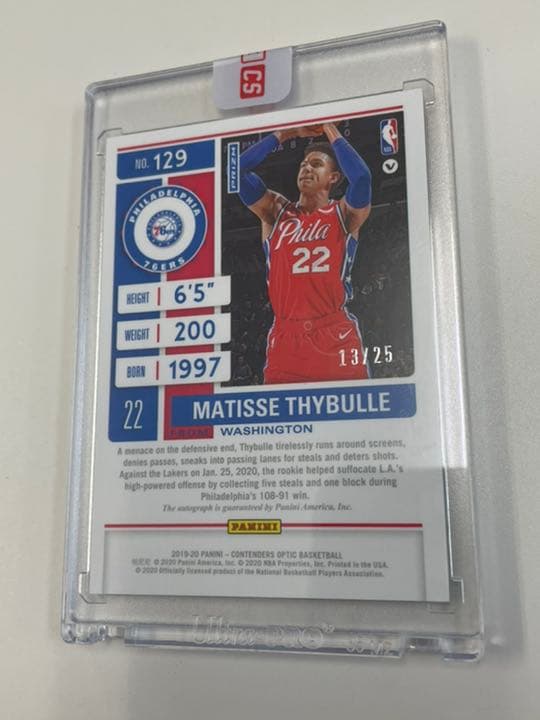 CS
NO. 129
PRIZM
NBA
PHILADELPHIA
76ERS
Phila
22
HEIGHT 6'5"
WEIGHT 200
BORN 1997
13/25
22 MATISSE THYBULLE
FROM WASHINGTON
A menace on the defensive end, Thybulle tirelessly runs around screens,
denies passes, sneaks into passing lanes for steals and deters shots.
Against the Lakers on Jan. 25, 2020, the rookie helped suffocate L.A.'s
high-powered offense by collecting five steals and one block during
Philadelphia's 108-91 win.
The autograph is guaranteed by Panini America, Inc.
PANINI
2019-20 PANINI – CONTENDERS OPTIC BASKETBALL
© 2020 Panini America, Inc. © 2020 NBA Properties, Inc. Printed in the USA.
© 2020 Officially licensed product of the National Basketball Players Association.